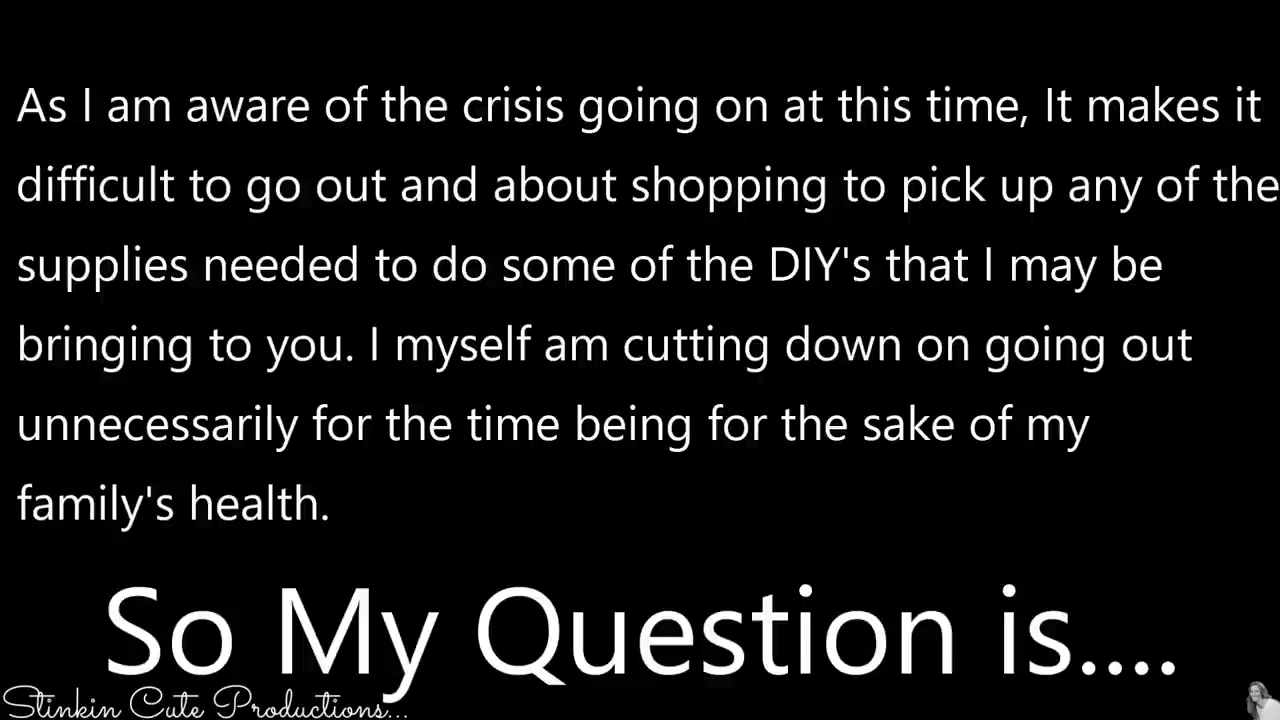 As I am aware of the crisis going on at this time, It makes it
difficult to go out and about shopping to pick up any of the
supplies needed to do some of the DIY's that I may be
bringing to you. I myself am cutting down on going out
unnecessarily for the time being for the sake of my
family's health.
So My Question is....
Stinkin Cute Productions...